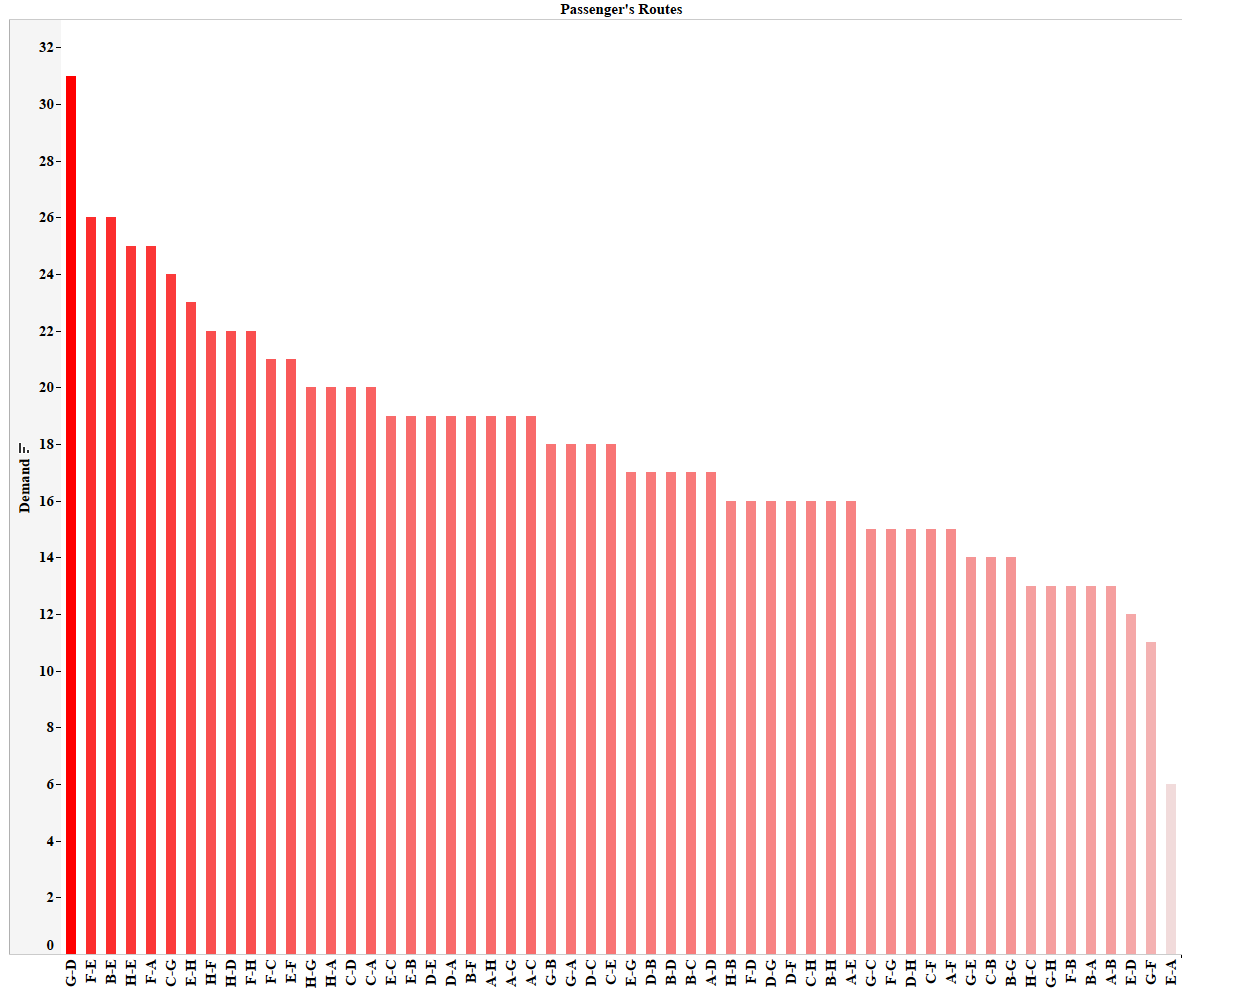 Passenger's Routes
32
30
28
26
24
22
20
18
16
14
12
10
8
6
4
2
0
Demand
G-D
F-E
B-E
H-E
F-A
C-G
E-H
H-F
H-D
F-H
F-C
E-F
H-G
H-A
C-D
C-A
E-C
E-B
D-E
D-A
B-F
A-H
A-G
A-C
G-B
G-A
D-C
C-E
E-G
D-B
B-D
B-C
A-D
H-B
F-D
D-G
D-F
C-H
B-H
A-E
G-C
F-G
D-H
C-F
A-F
G-E
C-B
B-G
H-C
G-H
F-B
B-A
A-B
E-D
G-F
E-A